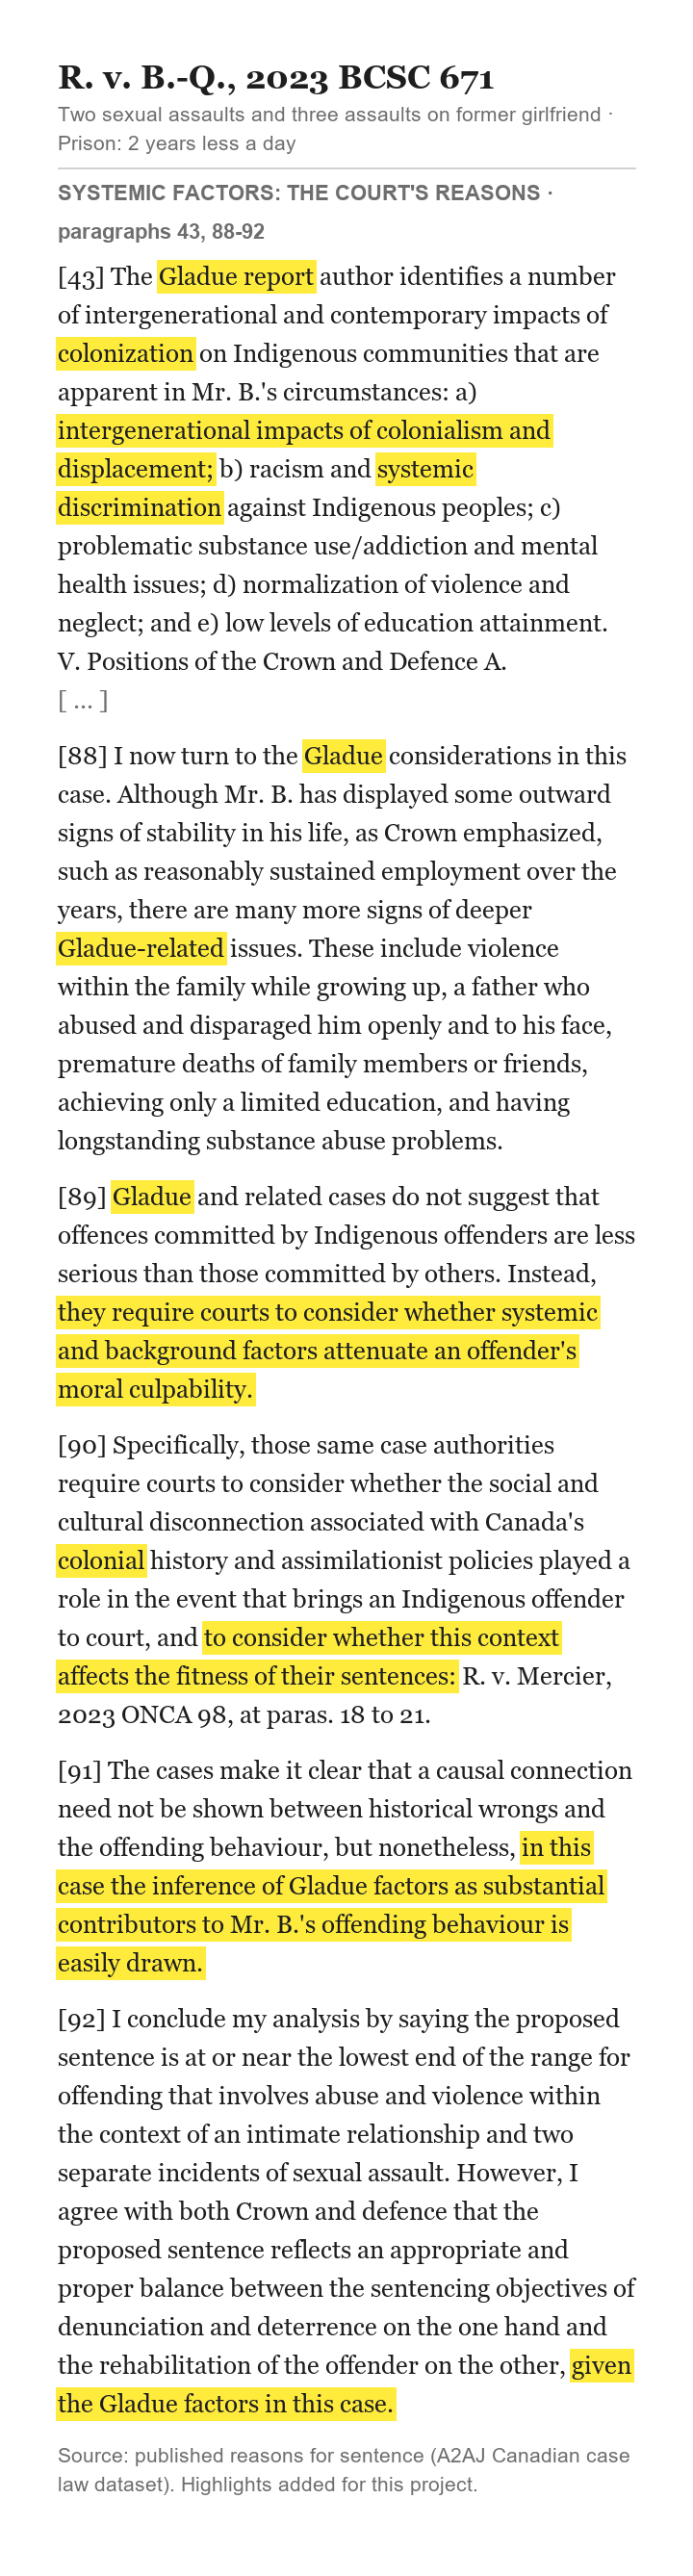 R. v. B.-Q., 2023 BCSC 671
Two sexual assaults and three assaults on former girlfriend ·
Prison: 2 years less a day
SYSTEMIC FACTORS: THE COURT'S REASONS ·
paragraphs 43, 88-92
[43] The Gladue report author identifies a number
of intergenerational and contemporary impacts of
colonization on Indigenous communities that are
apparent in Mr. B.'s circumstances: a)
intergenerational impacts of colonialism and
displacement; b) racism and systemic
discrimination against Indigenous peoples; c)
problematic substance use/addiction and mental
health issues; d) normalization of violence and
neglect; and e) low levels of education attainment.
V. Positions of the Crown and Defence A.
[ ... ]
[88] I now turn to the Gladue considerations in this
case. Although Mr. B. has displayed some outward
signs of stability in his life, as Crown emphasized,
such as reasonably sustained employment over the
years, there are many more signs of deeper
Gladue-related issues. These include violence
within the family while growing up, a father who
abused and disparaged him openly and to his face,
premature deaths of family members or friends,
achieving only a limited education, and having
longstanding substance abuse problems.
[89] Gladue and related cases do not suggest that
offences committed by Indigenous offenders are less
serious than those committed by others. Instead,
they require courts to consider whether systemic
and background factors attenuate an offender's
moral culpability.
[90] Specifically, those same case authorities
require courts to consider whether the social and
cultural disconnection associated with Canada's
colonial history and assimilationist policies played a
role in the event that brings an Indigenous offender
to court, and to consider whether this context
affects the fitness of their sentences: R. v. Mercier,
2023 ONCA 98, at paras. 18 to 21.
[91] The cases make it clear that a causal connection
need not be shown between historical wrongs and
the offending behaviour, but nonetheless, in this
case the inference of Gladue factors as substantial
contributors to Mr. B.'s offending behaviour is
easily drawn.
[92] I conclude my analysis by saying the proposed
sentence is at or near the lowest end of the range for
offending that involves abuse and violence within
the context of an intimate relationship and two
separate incidents of sexual assault. However, I
agree with both Crown and defence that the
proposed sentence reflects an appropriate and
proper balance between the sentencing objectives of
denunciation and deterrence on the one hand and
the rehabilitation of the offender on the other, given
the Gladue factors in this case.
Source: published reasons for sentence (A2AJ Canadian case
law dataset). Highlights added for this project.